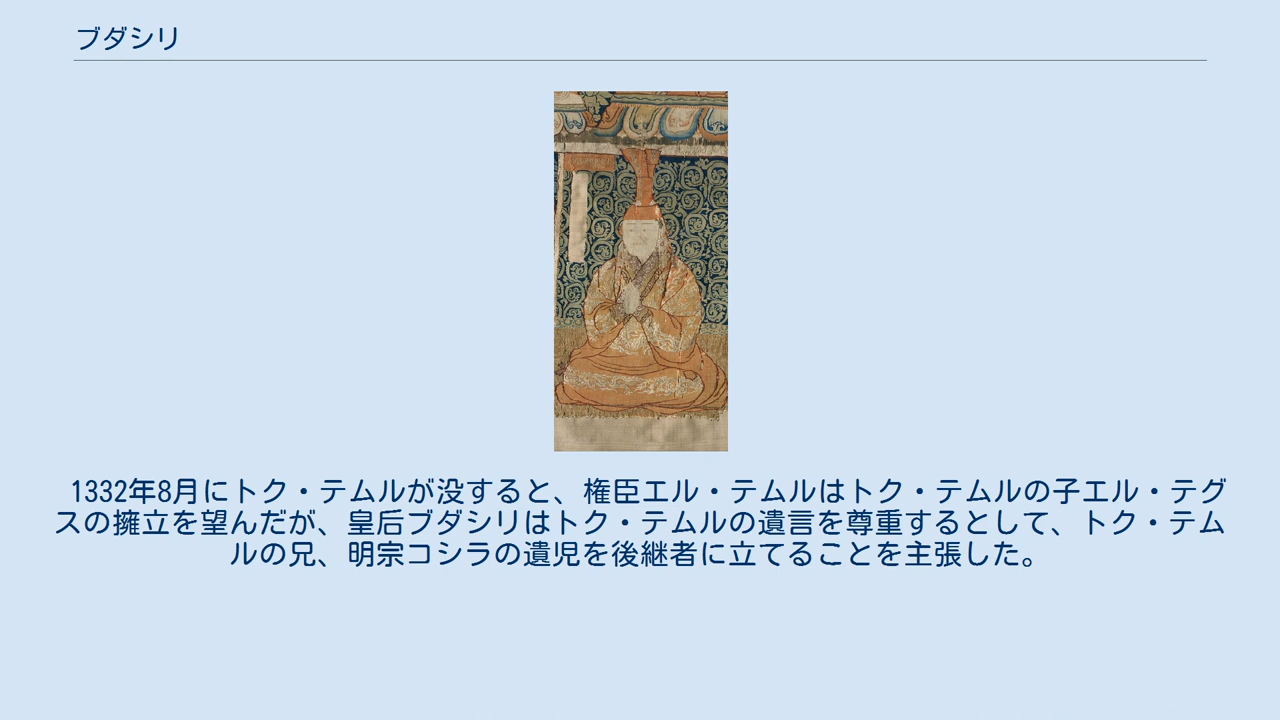 ブダシリ
1332年8月にトク・テムルが没すると、権臣エル・テムルはトク・テムルの子エル・テグ
スの擁立を望んだが、皇后ブダシリはトク・テムルの遺言を尊重するとして、トク・テム
ルの兄、明宗コシラの遺児を後継者に立てることを主張した。